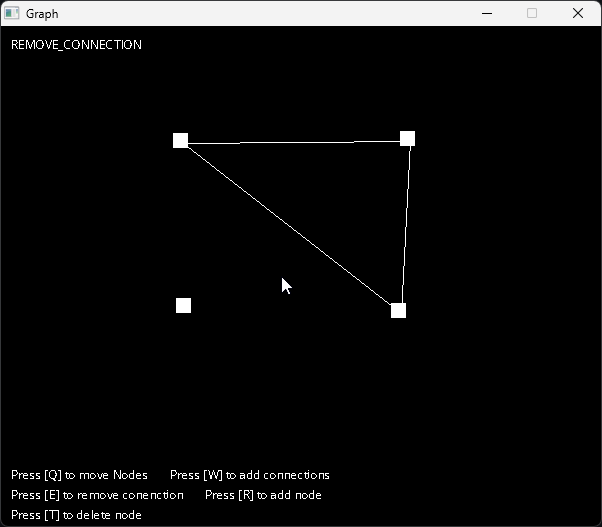 Graph
REMOVE_CONNECTION
Press [Q] to move Nodes Press [W] to add connections
Press [E] to remove conenction Press [R] to add node
Press [T] to delete node